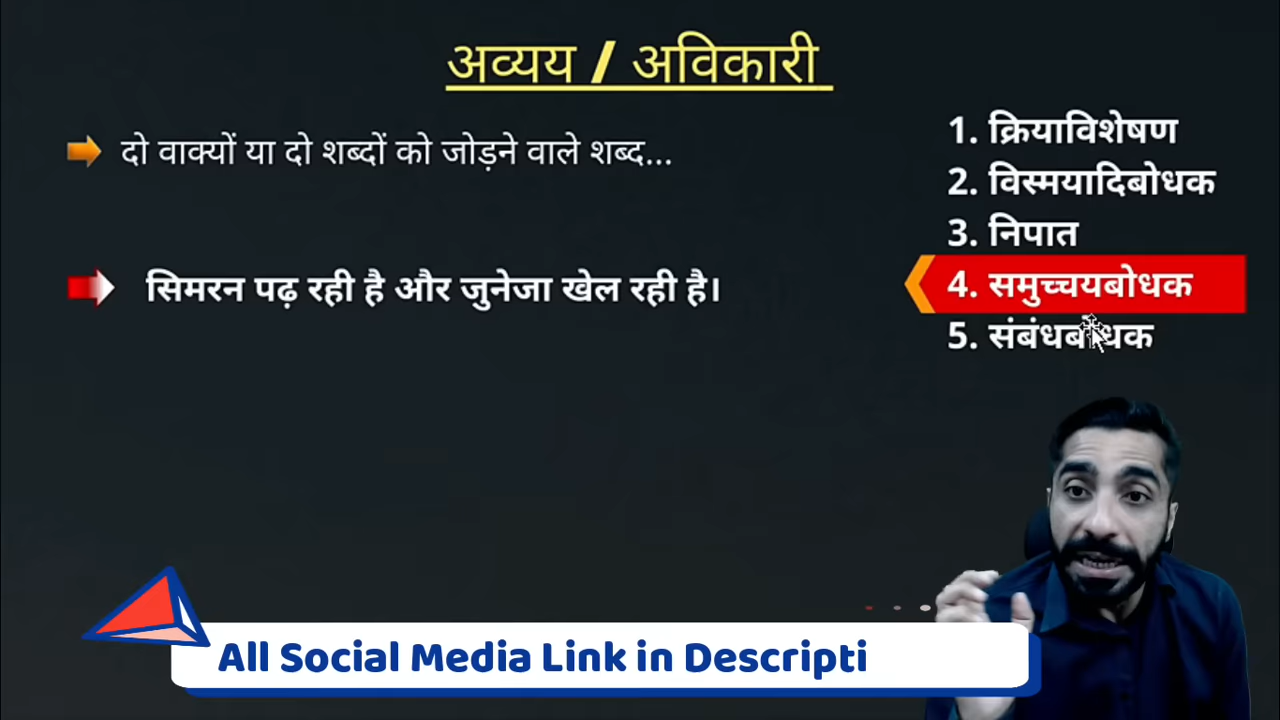 अव्यय / अविकारी
दो वाक्यों या दो शब्दों को जोड़ने वाले शब्द...
सिमरन पढ़ रही है और जुनेजा खेल रही है।
1. क्रियाविशेषण
2. विस्मयादिबोधक
3. निपात
4. समुच्चयबोधक
5. संबंधबोधक
All Social Media Link in Descripti